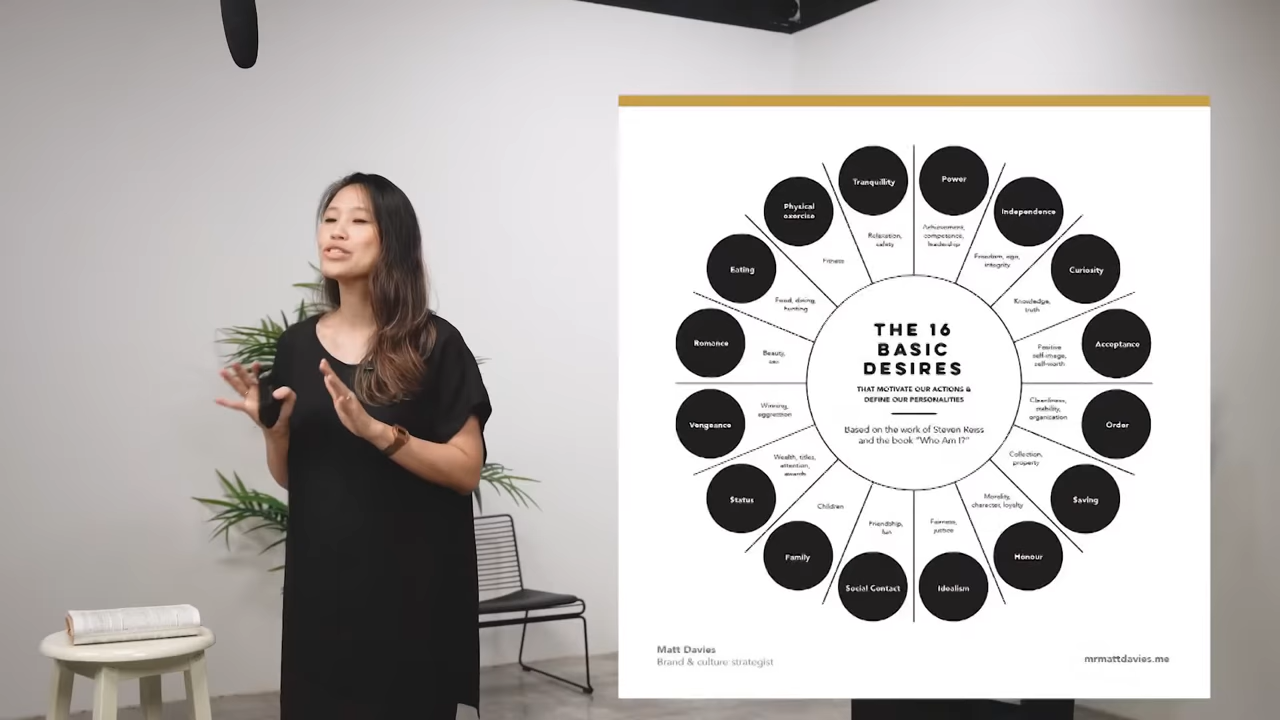 Tranquillity
Relaxation,
safety
Power
Achievement,
competence,
leadership
Independence
Freedom, ego,
integrity
Curiosity
Knowledge,
truth
Acceptance
Positive
self-image,
self-worth
Order
Cleanliness,
stability,
organization
Saving
Collection,
property
Honour
Morality,
character, loyalty
Idealism
Fairness,
justice
Social Contact
Friendship,
fun
Family
Children
Status
Wealth, titles,
attention,
awards
Vengeance
Winning,
aggression
Romance
Beauty,
sex
Eating
Food, dining,
hunting
Physical
exercise
Fitness
THE 16
BASIC
DESIRES
THAT MOTIVATE OUR ACTIONS &
DEFINE OUR PERSONALITIES
Based on the work of Steven Reiss
and the book "Who Am I?"
Matt Davies
Brand & culture strategist
mrmattdavies.me